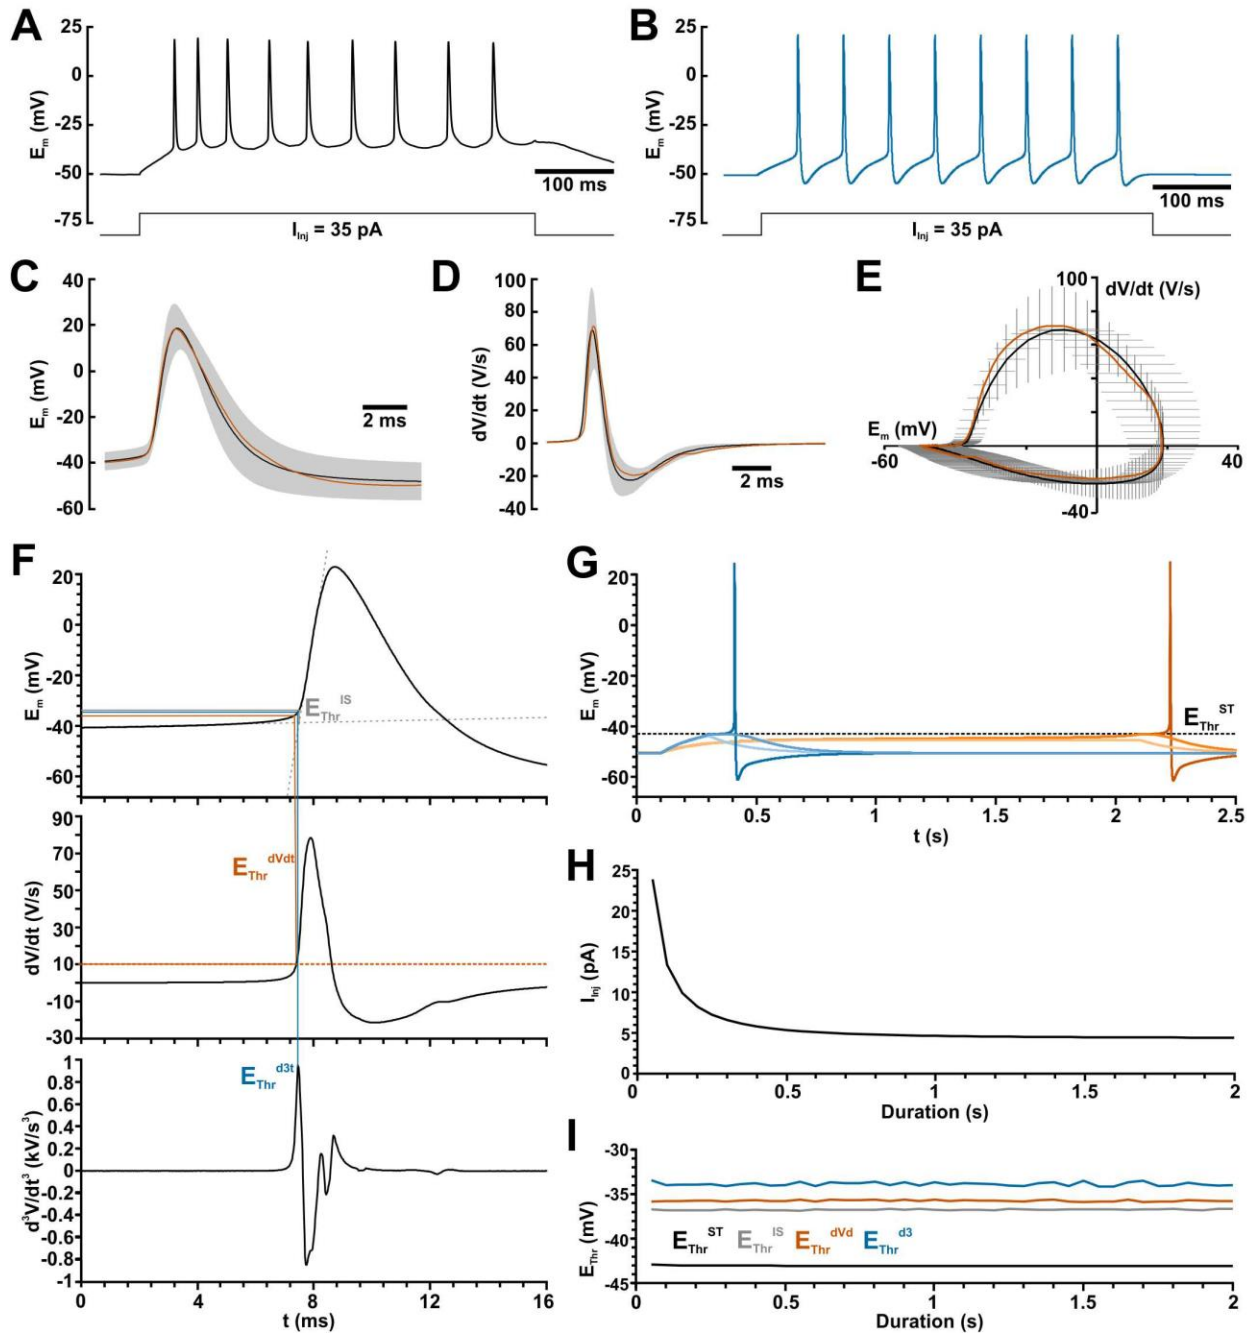 A
25
0
-25
-50
-75
Em (mV)
100 ms
IInj = 35 pA
B
25
0
-25
-50
-75
Em (mV)
100 ms
IInj = 35 pA
C
40
20
0
-20
-40
-60
Em (mV)
2 ms
D
100
80
60
40
20
0
-20
-40
dV/dt (V/s)
2 ms
E
100
dV/dt (V/s)
Em (mV)
-60
40
-40
F
20
0
-20
-40
-60
Em (mV)
EThr IS
90
70
50
30
10
-10
-30
dV/dt (V/s)
EThr dVdt
1
0.8
0.6
0.4
0.2
0
-0.2
-0.4
-0.6
-0.8
-1
d³V/dt³ (kV/s³)
EThr d3t
0
4
8
12
16
t (ms)
G
20
0
-20
-40
-60
Em (mV)
EThr ST
0
0.5
1
1.5
2
2.5
t (s)
H
25
20
15
10
5
0
IInj (pA)
0
0.5
1
1.5
2
Duration (s)
I
-30
-35
-40
-45
EThr (mV)
EThr ST EThr IS EThr dVd EThr d3
0
0.5
1
1.5
2
Duration (s)